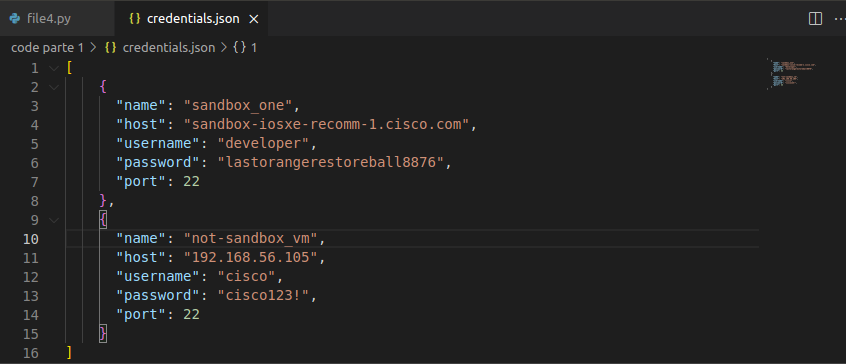 file4.py {} credentials.json ×
code parte 1 > {} credentials.json > {} 1
1 [
2 {
3 "name": "sandbox_one",
4 "host": "sandbox-iosxe-recomm-1.cisco.com",
5 "username": "developer",
6 "password": "lastorangerestoreball8876",
7 "port": 22
8 },
9 {
10 "name": "not-sandbox_vm",
11 "host": "192.168.56.105",
12 "username": "cisco",
13 "password": "cisco123!",
14 "port": 22
15 }
16 ]